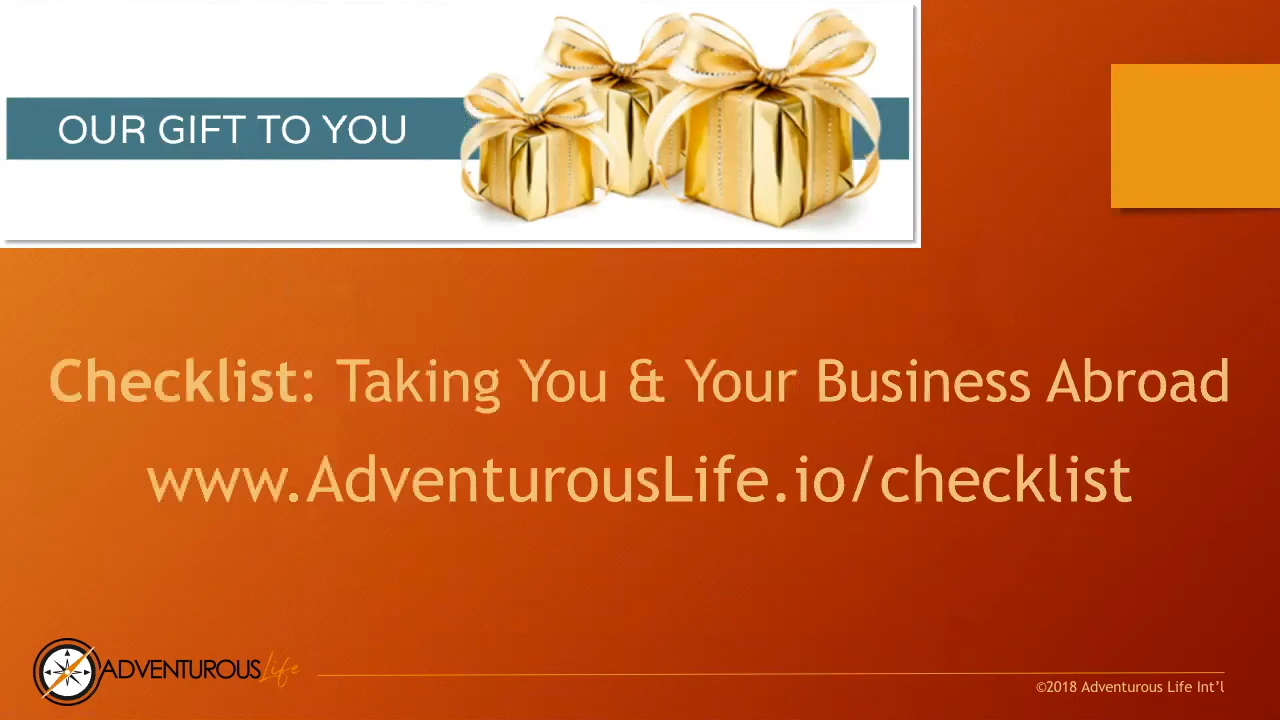 OUR GIFT TO YOU
Checklist: Taking You & Your Business Abroad
www.AdventurousLife.io/checklist
ADVENTUROUS Life
©2018 Adventurous Life Int'l